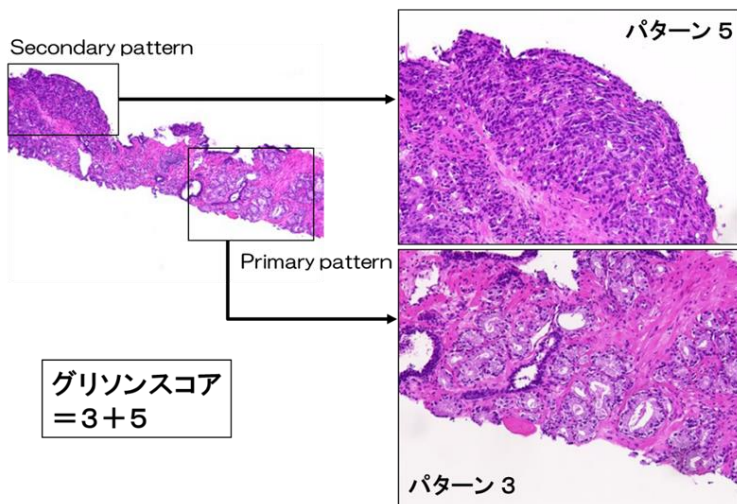 Secondary pattern
パターン 5
Primary pattern
グリソンスコア
＝3＋5
パターン 3